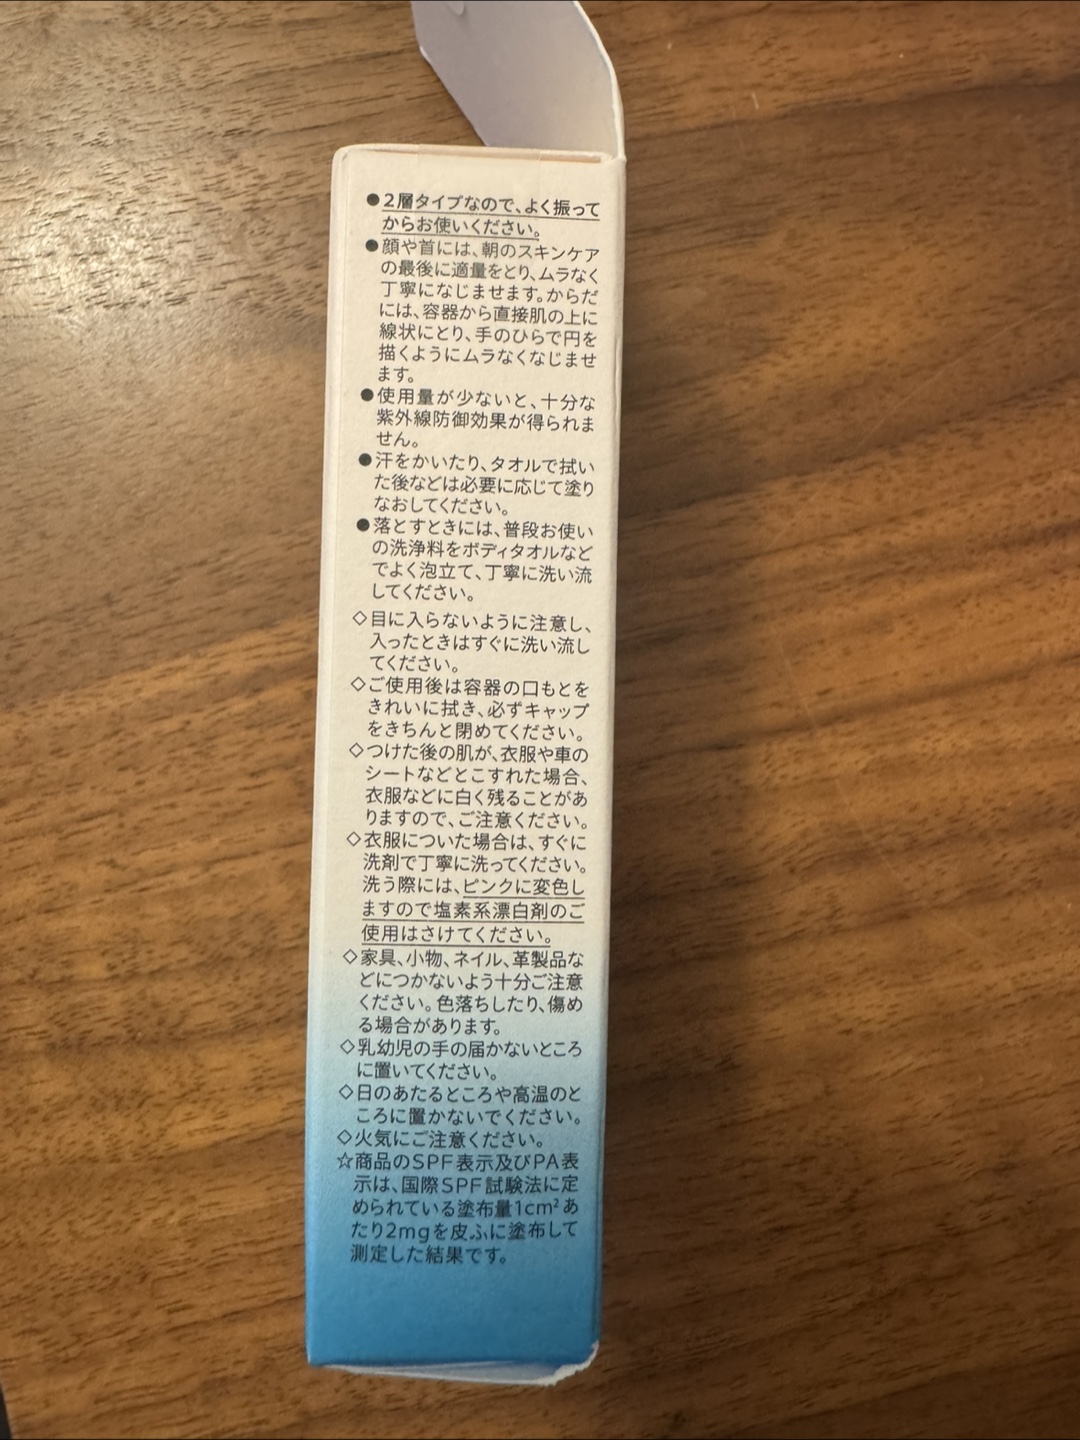 ●2層タイプなので、よく振って
からお使いください。
●顔や首には、朝のスキンケア
の最後に適量をとり、ムラなく
丁寧になじませます。からだ
には、容器から直接肌の上に
線状にとり、手のひらで円を
描くようにムラなくなじませ
ます。
●使用量が少ないと、十分な
紫外線防御効果が得られま
せん。
●汗をかいたり、タオルで拭い
た後などは必要に応じて塗り
なおしてください。
●落とすときには、普段お使い
の洗浄料をボディタオルなど
でよく泡立て、丁寧に洗い流
してください。
◇目に入らないように注意し、
入ったときはすぐに洗い流し
てください。
◇ご使用後は容器の口もとを
きれいに拭き、必ずキャップ
をきちんと閉めてください。
◇つけた後の肌が、衣服や車の
シートなどとこすれた場合、
衣服などに白く残ることがあ
りますので、ご注意ください。
◇衣服についた場合は、すぐに
洗剤で丁寧に洗ってください。
洗う際には、ピンクに変色し
ますので塩素系漂白剤のご
使用はさけてください。
◇家具、小物、ネイル、革製品な
どにつかないよう十分ご注意
ください。色落ちしたり、傷め
る場合があります。
◇乳幼児の手の届かないところ
に置いてください。
◇日のあたるところや高温のと
ころに置かないでください。
◇火気にご注意ください。
☆商品のSPF表示及びPA表
示は、国際SPF試験法に定
められている塗布量1cm²あ
たり2mgを皮ふに塗布して
測定した結果です。